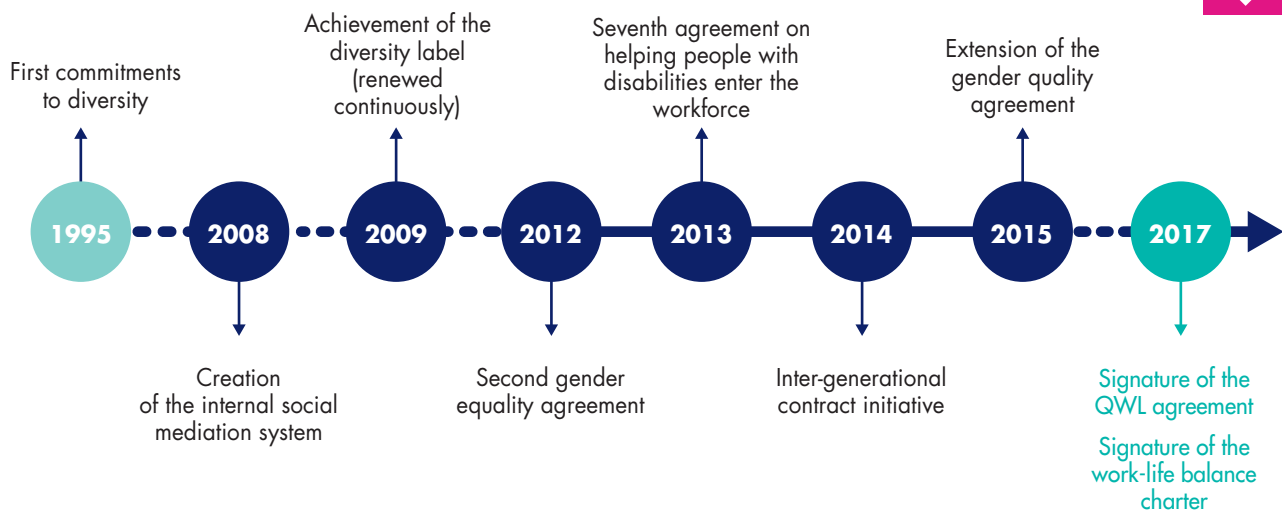 First commitments
to diversity
Achievement of the
diversity label
(renewed
continuously)
Seventh agreement on
helping people with
disabilities enter the
workforce
Extension of the
gender quality
agreement
1995
2008
2009
2012
2013
2014
2015
2017
Creation
of the internal social
mediation system
Second gender
equality agreement
Inter-generational
contract initiative
Signature of the
QWL agreement
Signature of the
work-life balance
charter